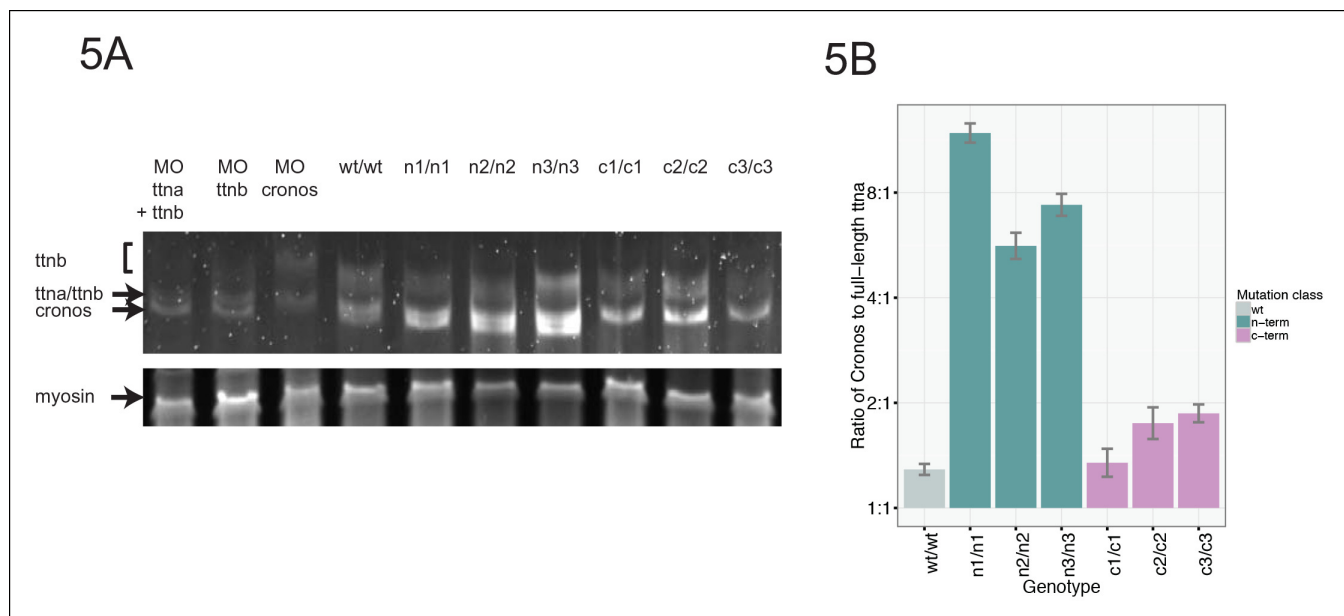 5A
MO MO MO wt/wt n1/n1 n2/n2 n3/n3 c1/c1 c2/c2 c3/c3
ttna ttnb cronos
+ ttnb
ttnb
ttna/ttnb
cronos
myosin
5B
Ratio of Cronos to full-length ttna
8:1
4:1
2:1
1:1
wt/wt n1/n1 n2/n2 n3/n3 c1/c1 c2/c2 c3/c3
Genotype
Mutation class
wt
n-term
c-term